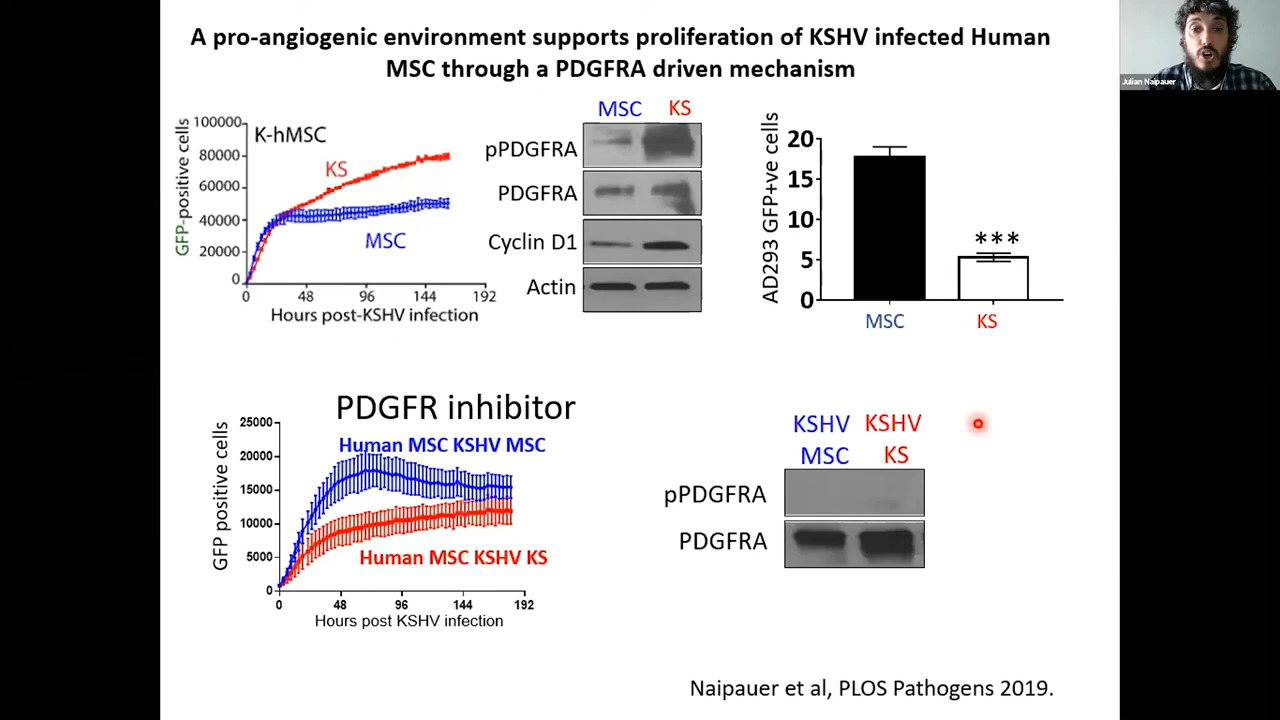 A pro-angiogenic environment supports proliferation of KSHV infected Human
MSC through a PDGFRA driven mechanism
Julian Naipauer
GFP-positive cells
100000
80000
60000
40000
20000
0
K-hMSC
KS
MSC
0 48 96 144 192
Hours post-KSHV infection
MSC KS
pPDGFRA
PDGFRA
Cyclin D1
Actin
AD293 GFP+ve cells
20
15
10
5
0
***
MSC KS
PDGFR inhibitor
GFP positive cells
25000
20000
15000
10000
5000
0
Human MSC KSHV MSC
Human MSC KSHV KS
0 48 96 144 192
Hours post KSHV infection
KSHV KSHV
MSC KS
pPDGFRA
PDGFRA
Naipauer et al, PLOS Pathogens 2019.